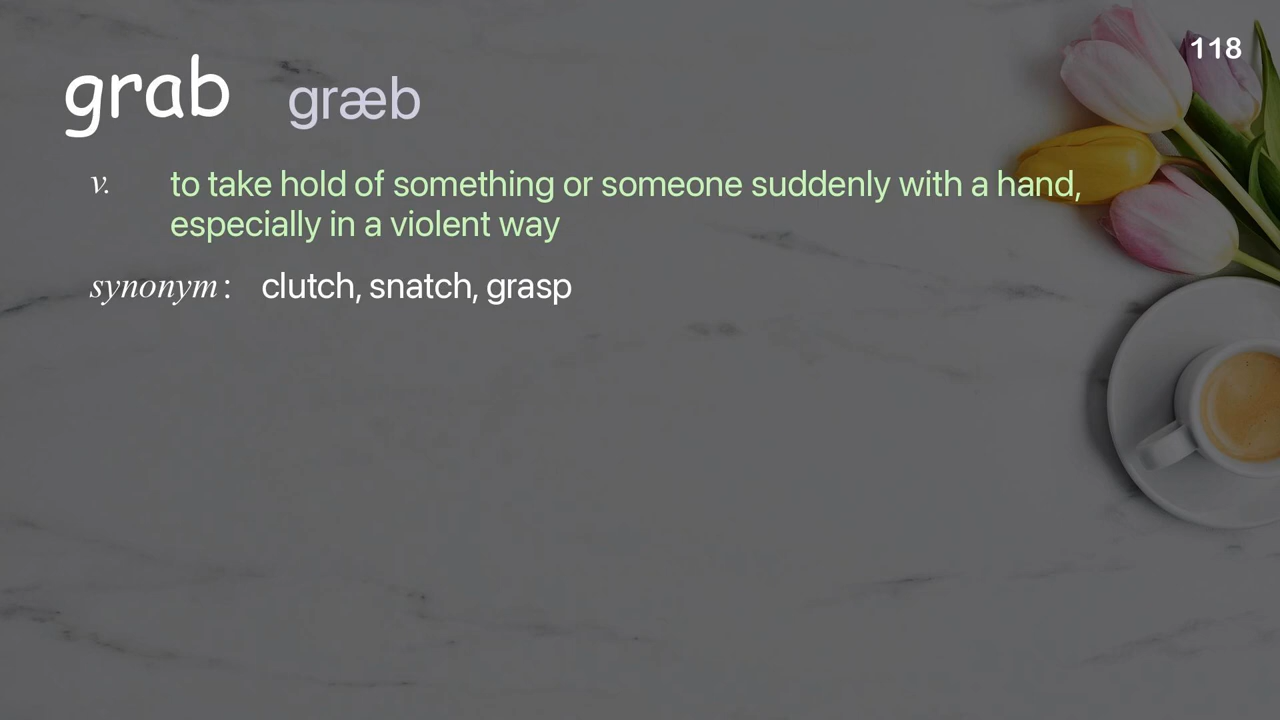 118
grab græb
v. to take hold of something or someone suddenly with a hand,
especially in a violent way
synonym : clutch, snatch, grasp